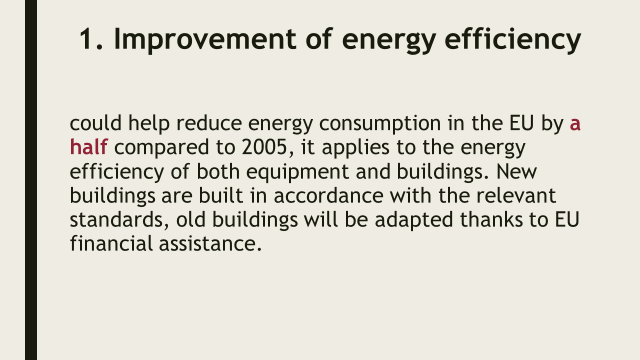 1. Improvement of energy efficiency
could help reduce energy consumption in the EU by a
half compared to 2005, it applies to the energy
efficiency of both equipment and buildings. New
buildings are built in accordance with the relevant
standards, old buildings will be adapted thanks to EU
financial assistance.